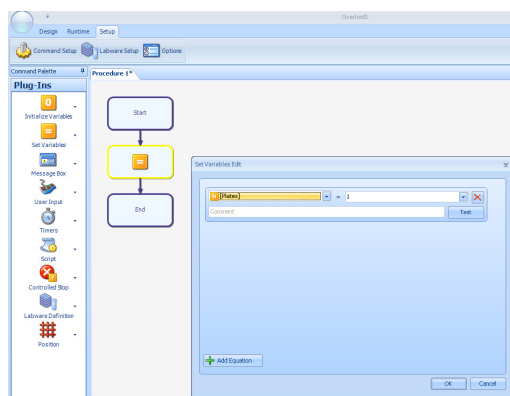 Overlord3
Design Runtime Setup
Command Setup Labware Setup Options
Command Palette
Procedure 1*
Plug-Ins
Initialize Variables
Set Variables
Message Box
User Input
Timers
Script
Controlled Stop
Labware Definition
Position
Start
End
Set Variables Edit
[Plates] = 1
Comment
Test
Add Equation
OK Cancel